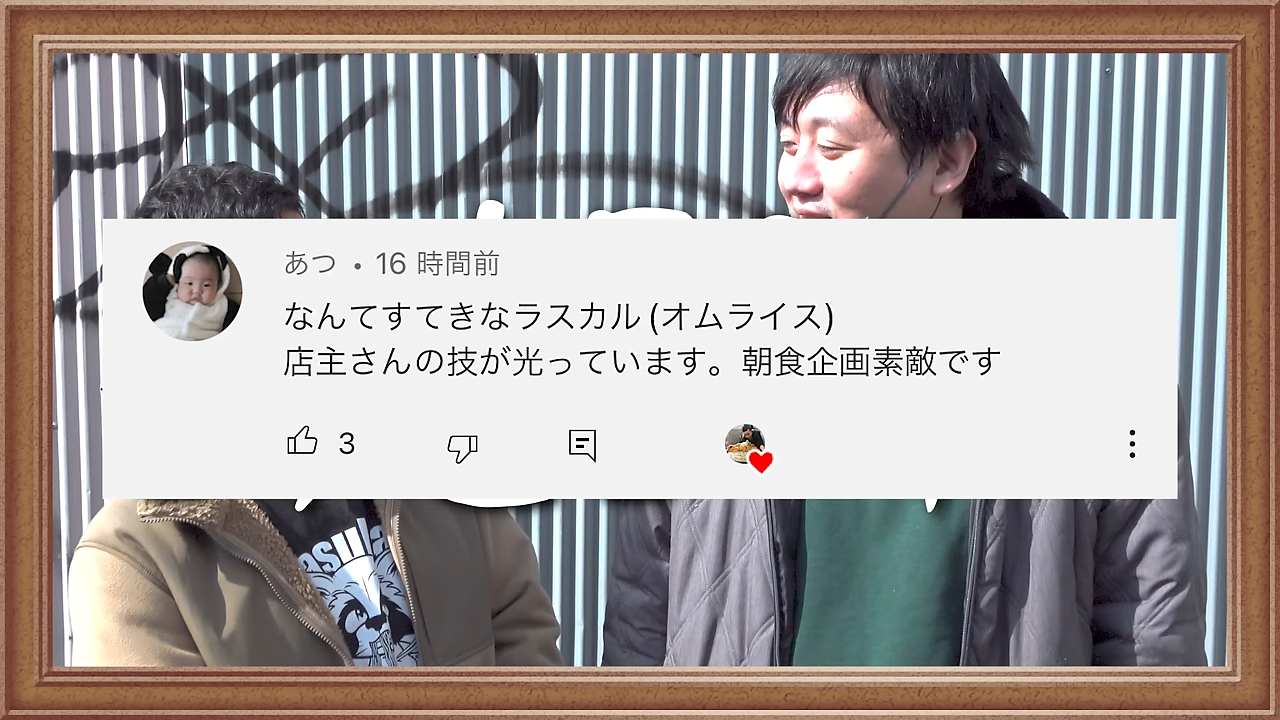 あつ・16 時間前
なんてすてきなラスカル (オムライス)
店主さんの技が光っています。朝食企画素敵です
3